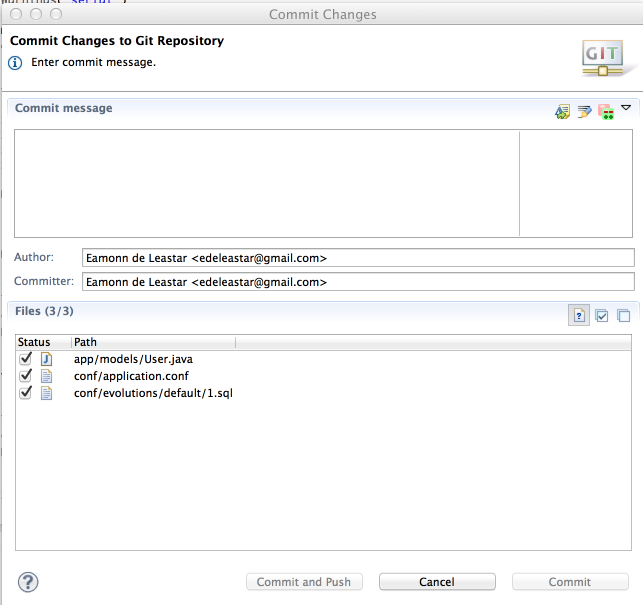 Commit Changes
Commit Changes to Git Repository
Enter commit message.
GIT
Commit message
Author: Eamonn de Leastar <edeleastar@gmail.com>
Committer: Eamonn de Leastar <edeleastar@gmail.com>
Files (3/3)
Status Path
app/models/User.java
conf/application.conf
conf/evolutions/default/1.sql
Commit and Push Cancel Commit